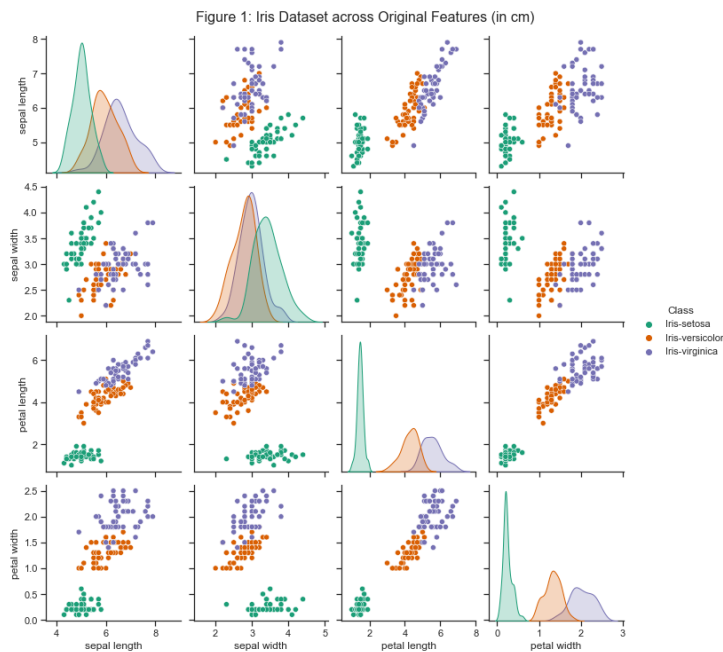 Figure 1: Iris Dataset across Original Features (in cm)
8
7
6
5
sepal length
4.5
4.0
3.5
3.0
2.5
2.0
sepal width
Class
Iris-setosa
Iris-versicolor
Iris-virginica
6
4
2
petal length
2.5
2.0
1.5
1.0
0.5
0.0
petal width
4 6 8 2 3 4 5 2 4 6 8 0 1 2 3
sepal length sepal width petal length petal width